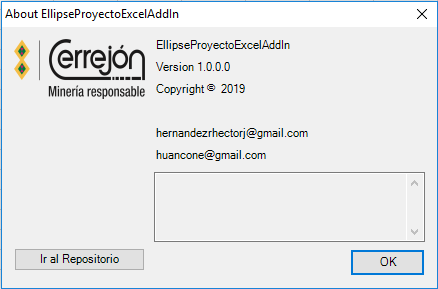 About EllipseProyectoExcelAddIn
Cerrejón
Minería responsable
EllipseProyectoExcelAddIn
Version 1.0.0.0
Copyright © 2019
hernandezrhectorj@gmail.com
huancone@gmail.com
Ir al Repositorio
OK